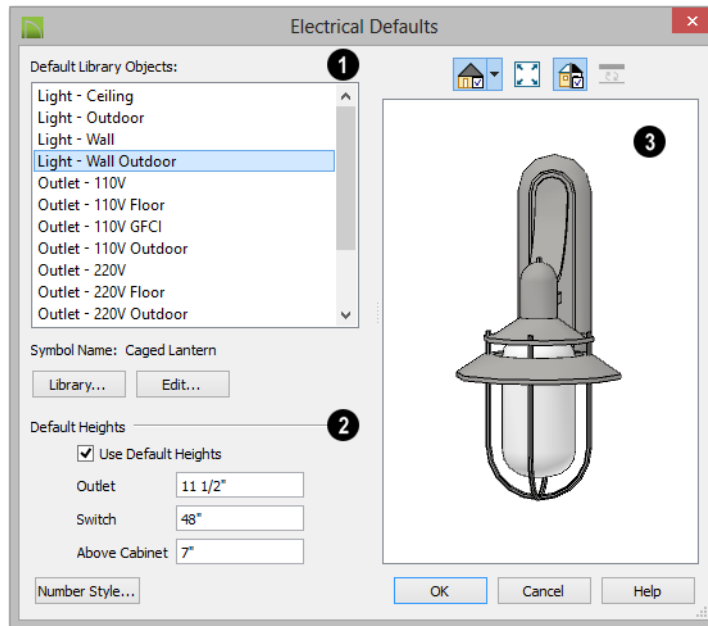 Electrical Defaults
Default Library Objects:
1
Light - Ceiling
Light - Outdoor
Light - Wall
Light - Wall Outdoor
Outlet - 110V
Outlet - 110V Floor
Outlet - 110V GFCI
Outlet - 110V Outdoor
Outlet - 220V
Outlet - 220V Floor
Outlet - 220V Outdoor
Symbol Name: Caged Lantern
Library...
Edit...
Default Heights
2
Use Default Heights
Outlet 11 1/2"
Switch 48"
Above Cabinet 7"
Number Style...
3
OK
Cancel
Help